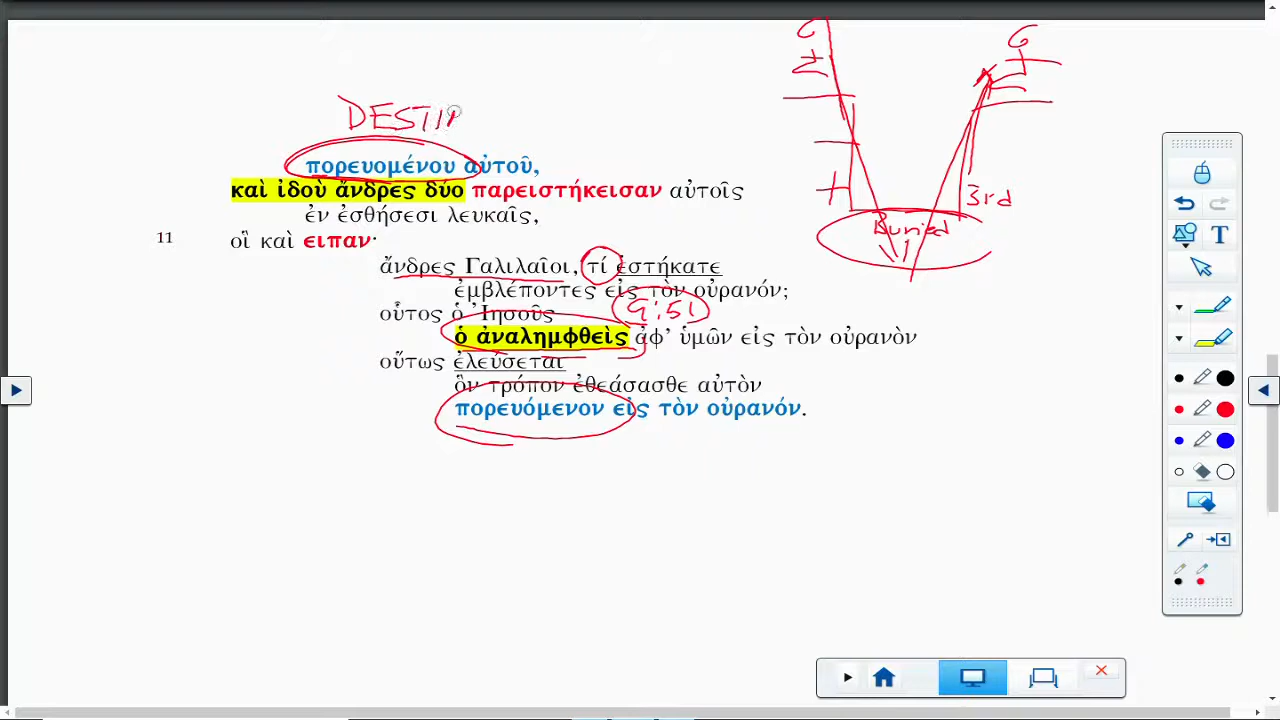 G
G
DESTIN
πορευομένου αὐτοῦ,
καὶ ἰδοὺ ἄνδρες δύο παρειστήκεισαν αὐτοῖς
3rd
ἐν ἐσθήσεσι λευκαῖς,
Buried
11 οἳ καὶ ειπαν·
ἄνδρες Γαλιλαῖοι, τί ἑστήκατε
ἐμβλέποντες εἰς τὸν οὐρανόν;
οὗτος ὁ Ἰησοῦς
9:51
ὁ ἀναλημφθεὶς ἀφ’ ὑμῶν εἰς τὸν οὐρανὸν
οὕτως ἐλεύσεται
ὃν τρόπον ἐθεάσασθε αὐτὸν
πορευόμενον εἰς τὸν οὐρανόν.
T